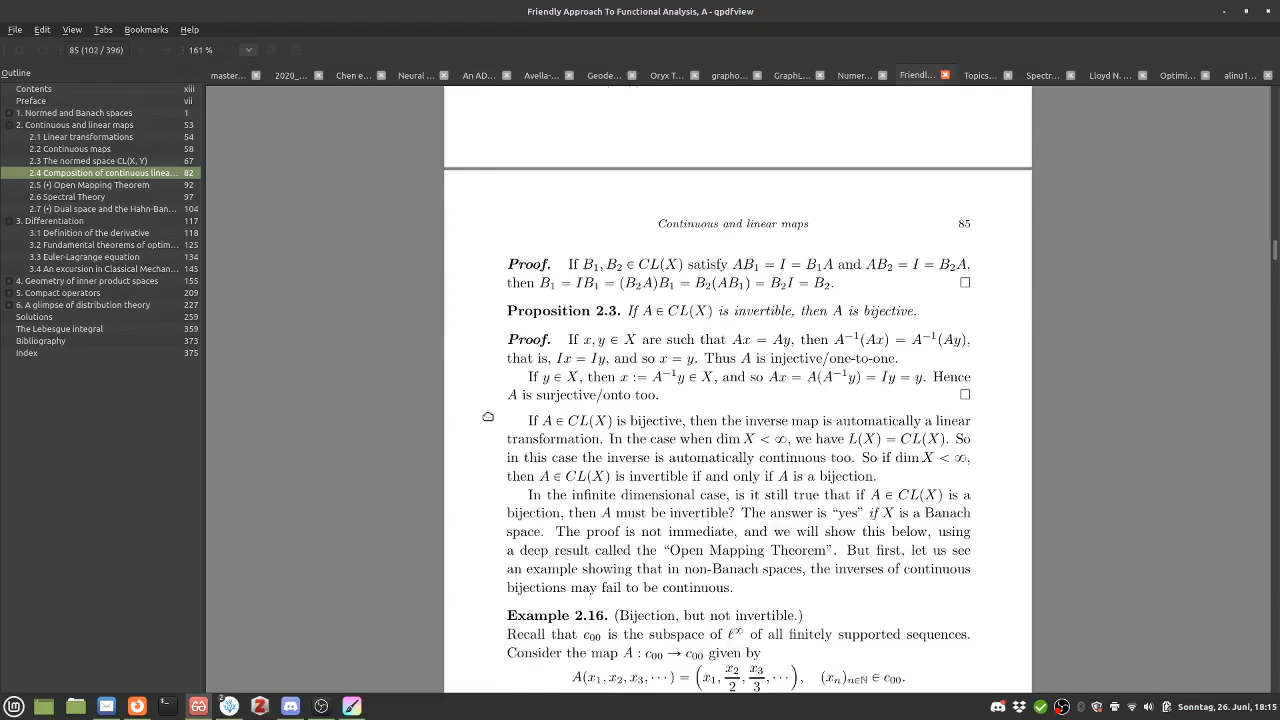 Friendly Approach To Functional Analysis, A - qpdfview
File Edit View Tabs Bookmarks Help
85 (102 / 396) 161 %
Outline
master... 2020_... Chen e... Neural ... An AD... Avella-... Geode... Oryx T... grapho... GraphL... Numer... Friendl... Topics... Spectr... Lloyd N. ... Optimi... alinu1...
Contents xiii
Preface vii
1. Normed and Banach spaces 1
2. Continuous and linear maps 53
2.1 Linear transformations 54
2.2 Continuous maps 58
2.3 The normed space CL(X, Y) 67
2.4 Composition of continuous linea... 82
2.5 (•) Open Mapping Theorem 92
2.6 Spectral Theory 97
2.7 (•) Dual space and the Hahn-Ban... 104
3. Differentiation 117
3.1 Definition of the derivative 118
3.2 Fundamental theorems of optim... 125
3.3 Euler-Lagrange equation 134
3.4 An excursion in Classical Mechan... 145
4. Geometry of inner product spaces 155
5. Compact operators 209
6. A glimpse of distribution theory 227
Solutions 259
The Lebesgue integral 359
Bibliography 373
Index 375
Continuous and linear maps 85
Proof. If B₁, B₂ ∈ CL(X) satisfy AB₁ = I = B₁A and AB₂ = I = B₂A,
then B₁ = IB₁ = (B₂A)B₁ = B₂(AB₁) = B₂I = B₂. □
Proposition 2.3. If A ∈ CL(X) is invertible, then A is bijective.
Proof. If x, y ∈ X are such that Ax = Ay, then A⁻¹(Ax) = A⁻¹(Ay),
that is, Ix = Iy, and so x = y. Thus A is injective/one-to-one.
If y ∈ X, then x := A⁻¹y ∈ X, and so Ax = A(A⁻¹y) = Iy = y. Hence
A is surjective/onto too. □
If A ∈ CL(X) is bijective, then the inverse map is automatically a linear
transformation. In the case when dim X < ∞, we have L(X) = CL(X). So
in this case the inverse is automatically continuous too. So if dim X < ∞,
then A ∈ CL(X) is invertible if and only if A is a bijection.
In the infinite dimensional case, is it still true that if A ∈ CL(X) is a
bijection, then A must be invertible? The answer is “yes” if X is a Banach
space. The proof is not immediate, and we will show this below, using
a deep result called the “Open Mapping Theorem”. But first, let us see
an example showing that in non-Banach spaces, the inverses of continuous
bijections may fail to be continuous.
Example 2.16. (Bijection, but not invertible.)
Recall that c₀₀ is the subspace of ℓ^∞ of all finitely supported sequences.
Consider the map A : c₀₀ → c₀₀ given by
A(x₁, x₂, x₃, ···) = (x₁, x₂/2, x₃/3, ···), (xₙ)ₙ∈ℕ ∈ c₀₀.
Sonntag, 26. Juni, 18:15